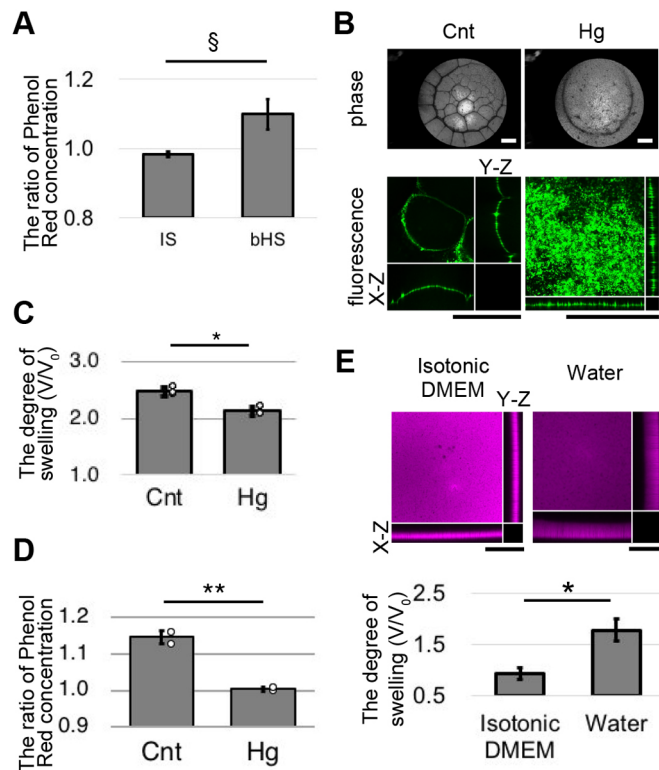 A
§
The ratio of Phenol
Red concentration
1.2
1.0
0.8
IS
bHS
B
Cnt
Hg
phase
Y-Z
fluorescence
X-Z
C
*
The degree of
swelling (V/V₀)
3.0
2.0
1.0
Cnt
Hg
D
**
The ratio of Phenol
Red concentration
1.2
1.1
1.0
0.9
Cnt
Hg
E
Isotonic
DMEM
Water
Y-Z
X-Z
*
The degree of
swelling (V/V₀)
2.5
1.5
0.5
Isotonic
DMEM
Water